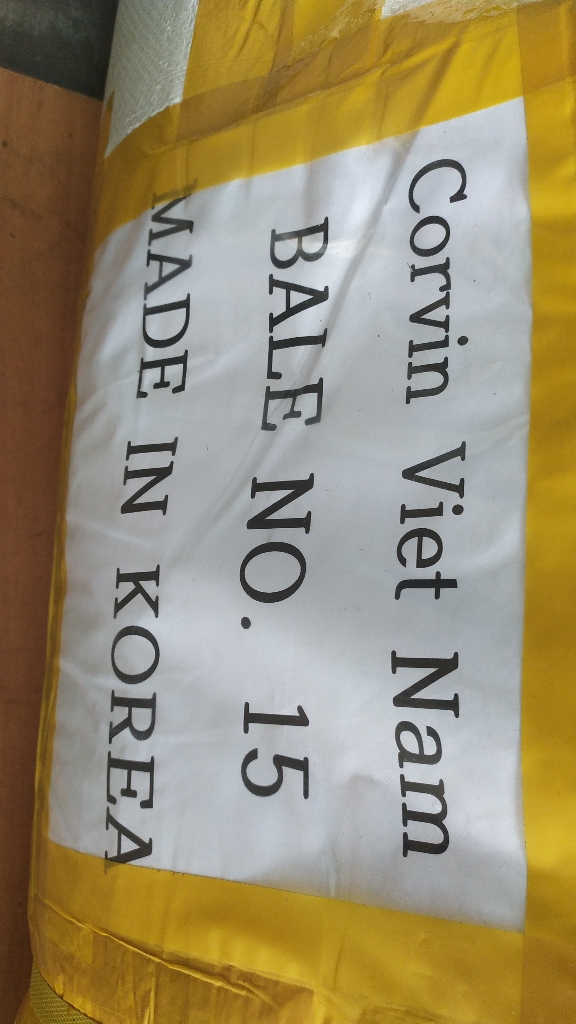 Corvin Viet Nam
BALE NO. 15
MADE IN KOREA